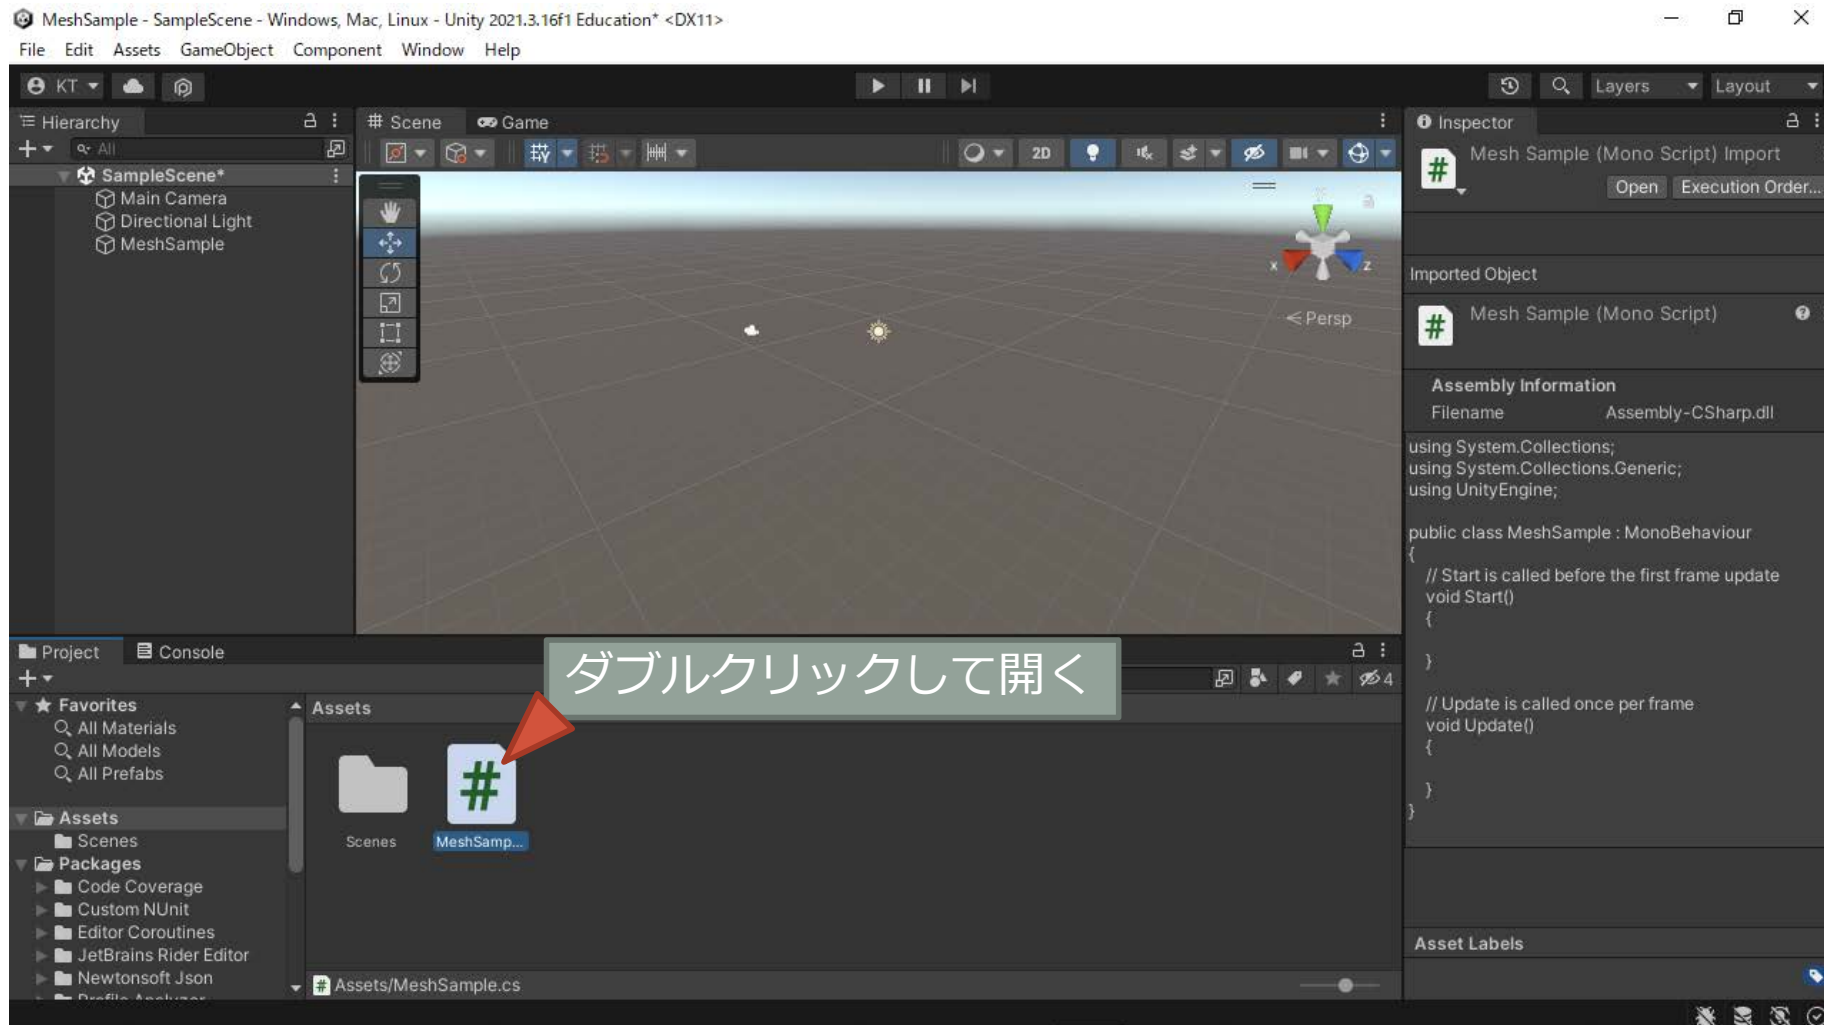 MeshSample - SampleScene - Windows, Mac, Linux - Unity 2021.3.16f1 Education* <DX11>
File Edit Assets GameObject Component Window Help
KT
Layers
Layout
Hierarchy
All
SampleScene*
Main Camera
Directional Light
MeshSample
Scene
Game
2D
x
z
Persp
Inspector
Mesh Sample (Mono Script) Import
Open
Execution Order...
Imported Object
Mesh Sample (Mono Script)
Assembly Information
Filename Assembly-CSharp.dll
using System.Collections;
using System.Collections.Generic;
using UnityEngine;
public class MeshSample : MonoBehaviour
{
// Start is called before the first frame update
void Start()
{
}
// Update is called once per frame
void Update()
{
}
}
Asset Labels
Project
Console
ダブルクリックして開く
4
Favorites
All Materials
All Models
All Prefabs
Assets
Scenes
Packages
Code Coverage
Custom NUnit
Editor Coroutines
JetBrains Rider Editor
Newtonsoft Json
Assets
Scenes
MeshSamp...
Assets/MeshSample.cs